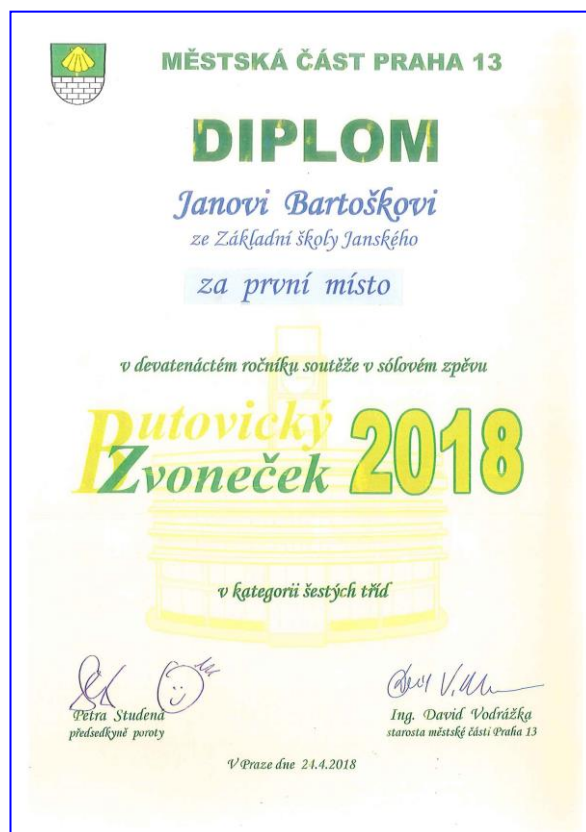 MĚSTSKÁ ČÁST PRAHA 13
DIPLOM
Janovi Bartoškovi
ze Základní školy Janského
za první místo
v devatenáctém ročníku soutěže v sólovém zpěvu
Butovický
Zvoneček 2018
v kategorii šestých tříd
Petra Studená
předsedkyně poroty
Ing. David Vodrážka
starosta městské části Praha 13
V Praze dne 24.4.2018